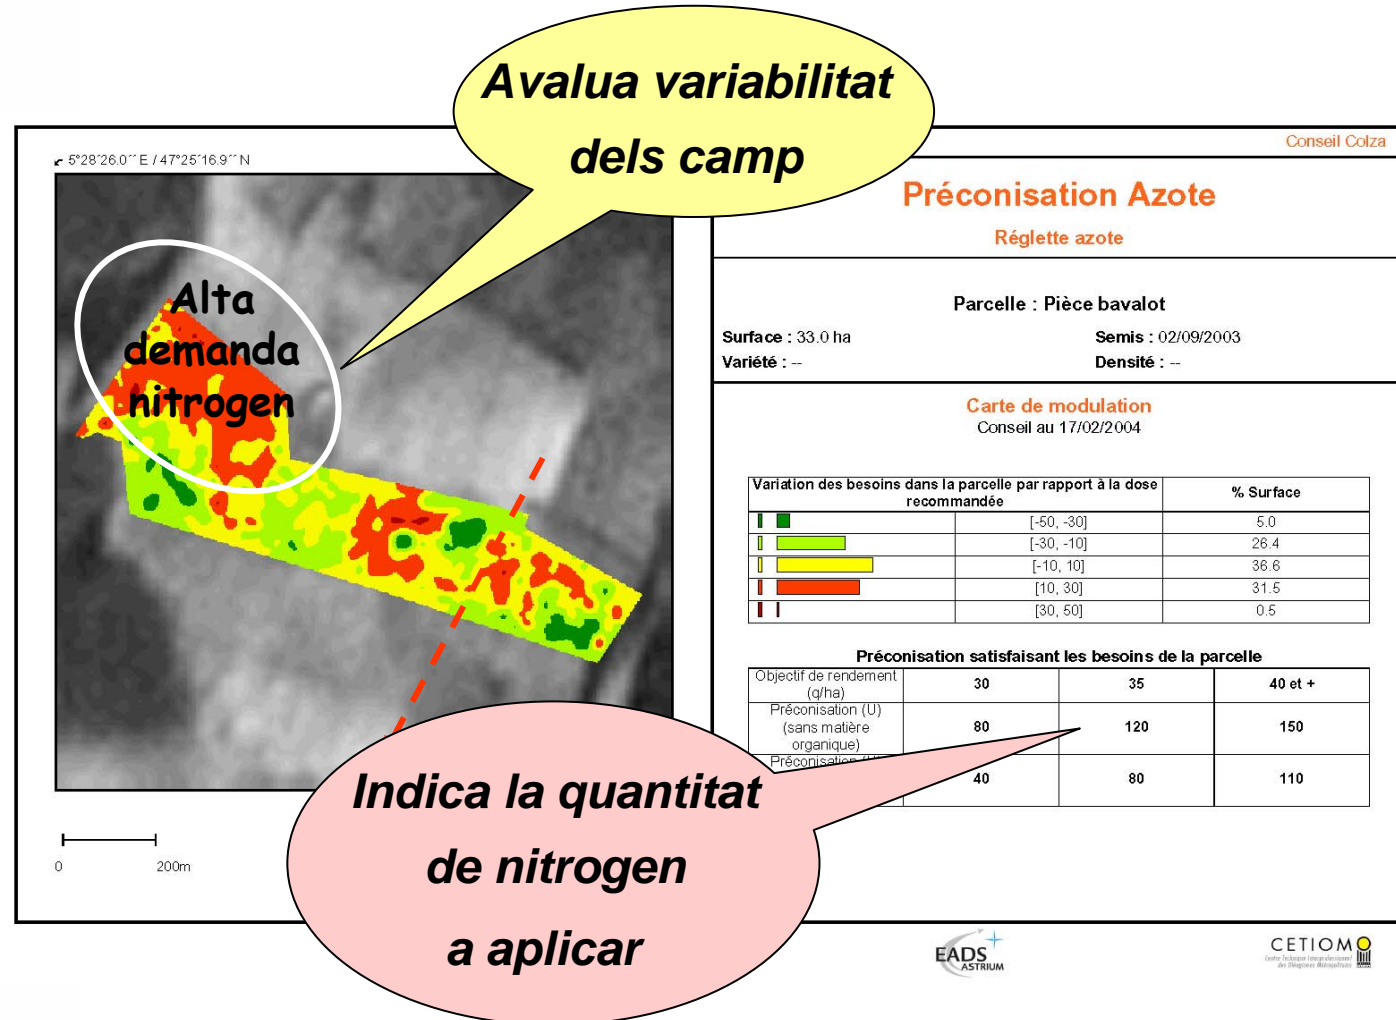 Avalua variabilitat
dels camp
5°28'26.0'' E / 47°25'16.9'' N
Conseil Colza
Alta
demanda
nitrogen
Préconisation Azote
Réglette azote
Parcelle : Pièce bavalot
Surface : 33.0 ha
Semis : 02/09/2003
Variété : --
Densité : --
Carte de modulation
Conseil au 17/02/2004
Variation des besoins dans la parcelle par rapport à la dose
recommandée
% Surface
[-50, -30] 5.0
[-30, -10] 26.4
[-10, 10] 36.6
[10, 30] 31.5
[30, 50] 0.5
Préconisation satisfaisant les besoins de la parcelle
Objectif de rendement
(q/ha)
30 35 40 et +
Préconisation (U)
(sans matière
organique)
80 120 150
Préconisation
40 80 110
Indica la quantitat
de nitrogen
a aplicar
0 200m
EADS
ASTRIUM
CETIOM